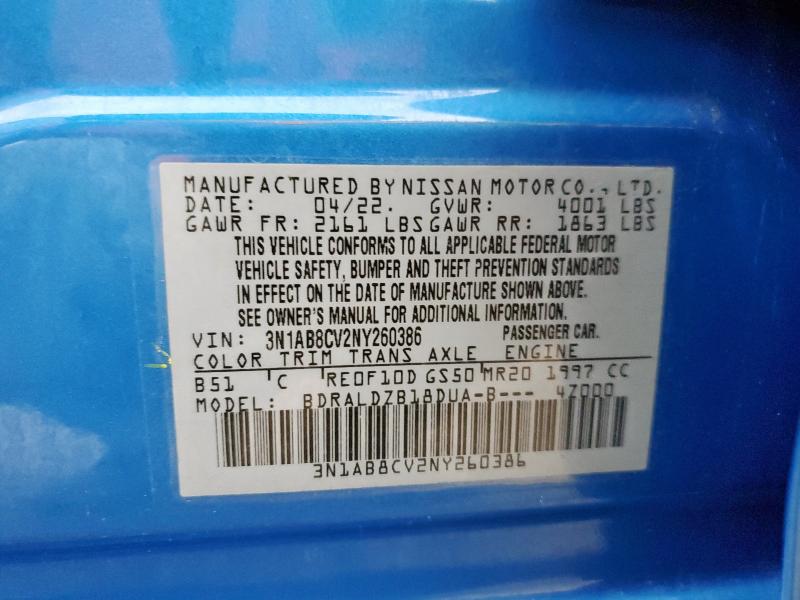 MANUFACTURED BY NISSAN MOTOR CO., LTD.
DATE: 04/22. GVWR: 4001 LBS
GAWR FR: 2161 LBS GAWR RR: 1863 LBS
THIS VEHICLE CONFORMS TO ALL APPLICABLE FEDERAL MOTOR
VEHICLE SAFETY, BUMPER AND THEFT PREVENTION STANDARDS
IN EFFECT ON THE DATE OF MANUFACTURE SHOWN ABOVE.
SEE OWNER'S MANUAL FOR ADDITIONAL INFORMATION.
VIN: 3N1AB8CV2NY260386 PASSENGER CAR.
COLOR TRIM TRANS AXLE ENGINE
B51 C RE0F10D GS50 MR20 1997 CC
MODEL: BDRALDZB18DUA-B--- 4Z000
3N1AB8CV2NY260386